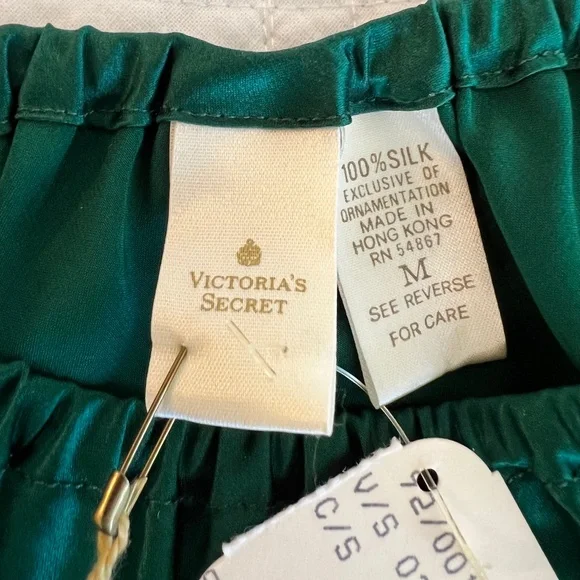 VICTORIA'S
SECRET
100% SILK
EXCLUSIVE OF
ORNAMENTATION
MADE IN
HONG KONG
RN 54867
M
SEE REVERSE
FOR CARE
V/S
C/S